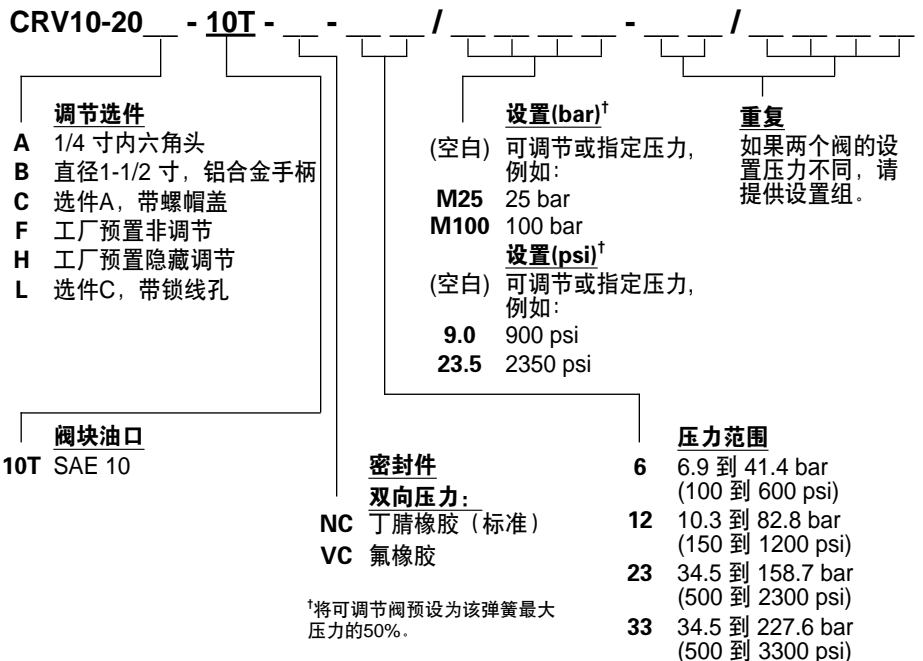 CRV10-20__ - 10T - __ - __ __ / __ __ __ __ - __ __ / __ __ __ __
调节选件
A 1/4 寸内六角头
B 直径1-1/2 寸，铝合金手柄
C 选件A，带螺帽盖
F 工厂预置非调节
H 工厂预置隐藏调节
L 选件C，带锁线孔
设置(bar)†
(空白) 可调节或指定压力，
例如：
M25 25 bar
M100 100 bar
设置(psi)†
(空白) 可调节或指定压力，
例如：
9.0 900 psi
23.5 2350 psi
重复
如果两个阀的设
置压力不同，请
提供设置组。
阀块油口
10T SAE 10
密封件
双向压力：
NC 丁腈橡胶（标准）
VC 氟橡胶
†将可调节阀预设为该弹簧最大
压力的50%。
压力范围
6 6.9 到 41.4 bar
(100 到 600 psi)
12 10.3 到 82.8 bar
(150 到 1200 psi)
23 34.5 到 158.7 bar
(500 到 2300 psi)
33 34.5 到 227.6 bar
(500 到 3300 psi)